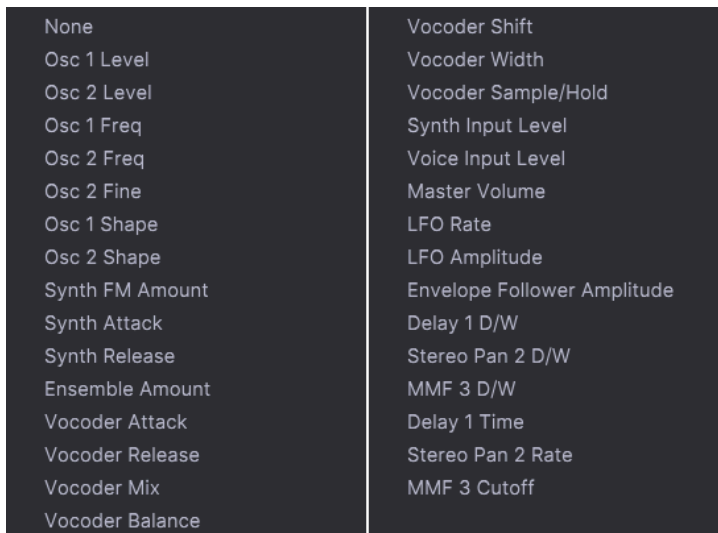 None
Osc 1 Level
Osc 2 Level
Osc 1 Freq
Osc 2 Freq
Osc 2 Fine
Osc 1 Shape
Osc 2 Shape
Synth FM Amount
Synth Attack
Synth Release
Ensemble Amount
Vocoder Attack
Vocoder Release
Vocoder Mix
Vocoder Balance
Vocoder Shift
Vocoder Width
Vocoder Sample/Hold
Synth Input Level
Voice Input Level
Master Volume
LFO Rate
LFO Amplitude
Envelope Follower Amplitude
Delay 1 D/W
Stereo Pan 2 D/W
MMF 3 D/W
Delay 1 Time
Stereo Pan 2 Rate
MMF 3 Cutoff